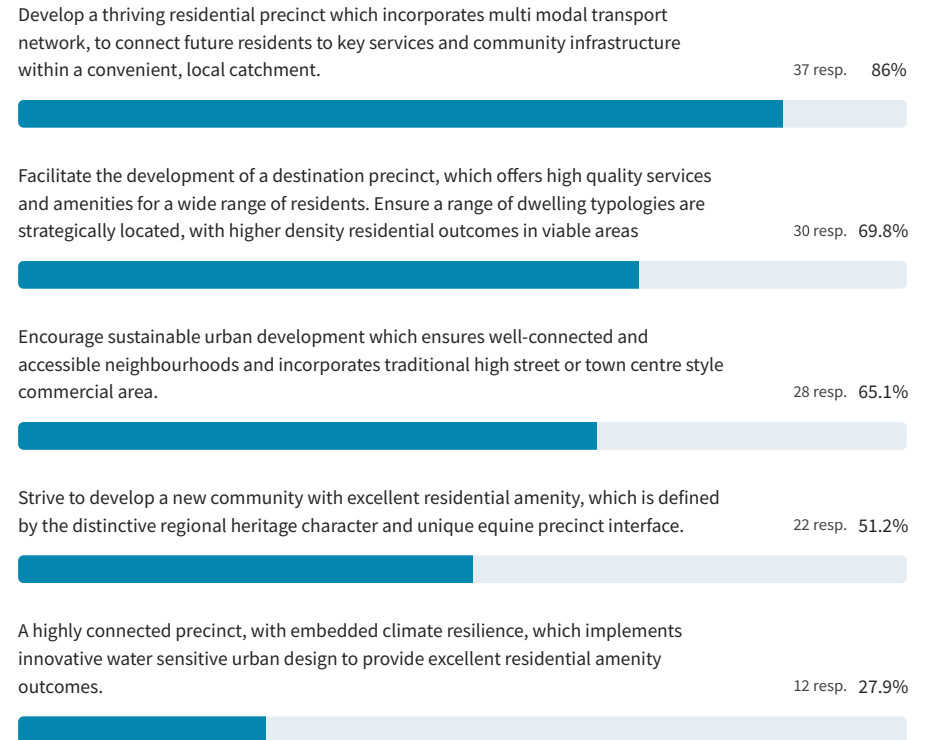 Develop a thriving residential precinct which incorporates multi modal transport
network, to connect future residents to key services and community infrastructure
within a convenient, local catchment.
37 resp. 86%
Facilitate the development of a destination precinct, which offers high quality services
and amenities for a wide range of residents. Ensure a range of dwelling typologies are
strategically located, with higher density residential outcomes in viable areas
30 resp. 69.8%
Encourage sustainable urban development which ensures well-connected and
accessible neighbourhoods and incorporates traditional high street or town centre style
commercial area.
28 resp. 65.1%
Strive to develop a new community with excellent residential amenity, which is defined
by the distinctive regional heritage character and unique equine precinct interface.
22 resp. 51.2%
A highly connected precinct, with embedded climate resilience, which implements
innovative water sensitive urban design to provide excellent residential amenity
outcomes.
12 resp. 27.9%